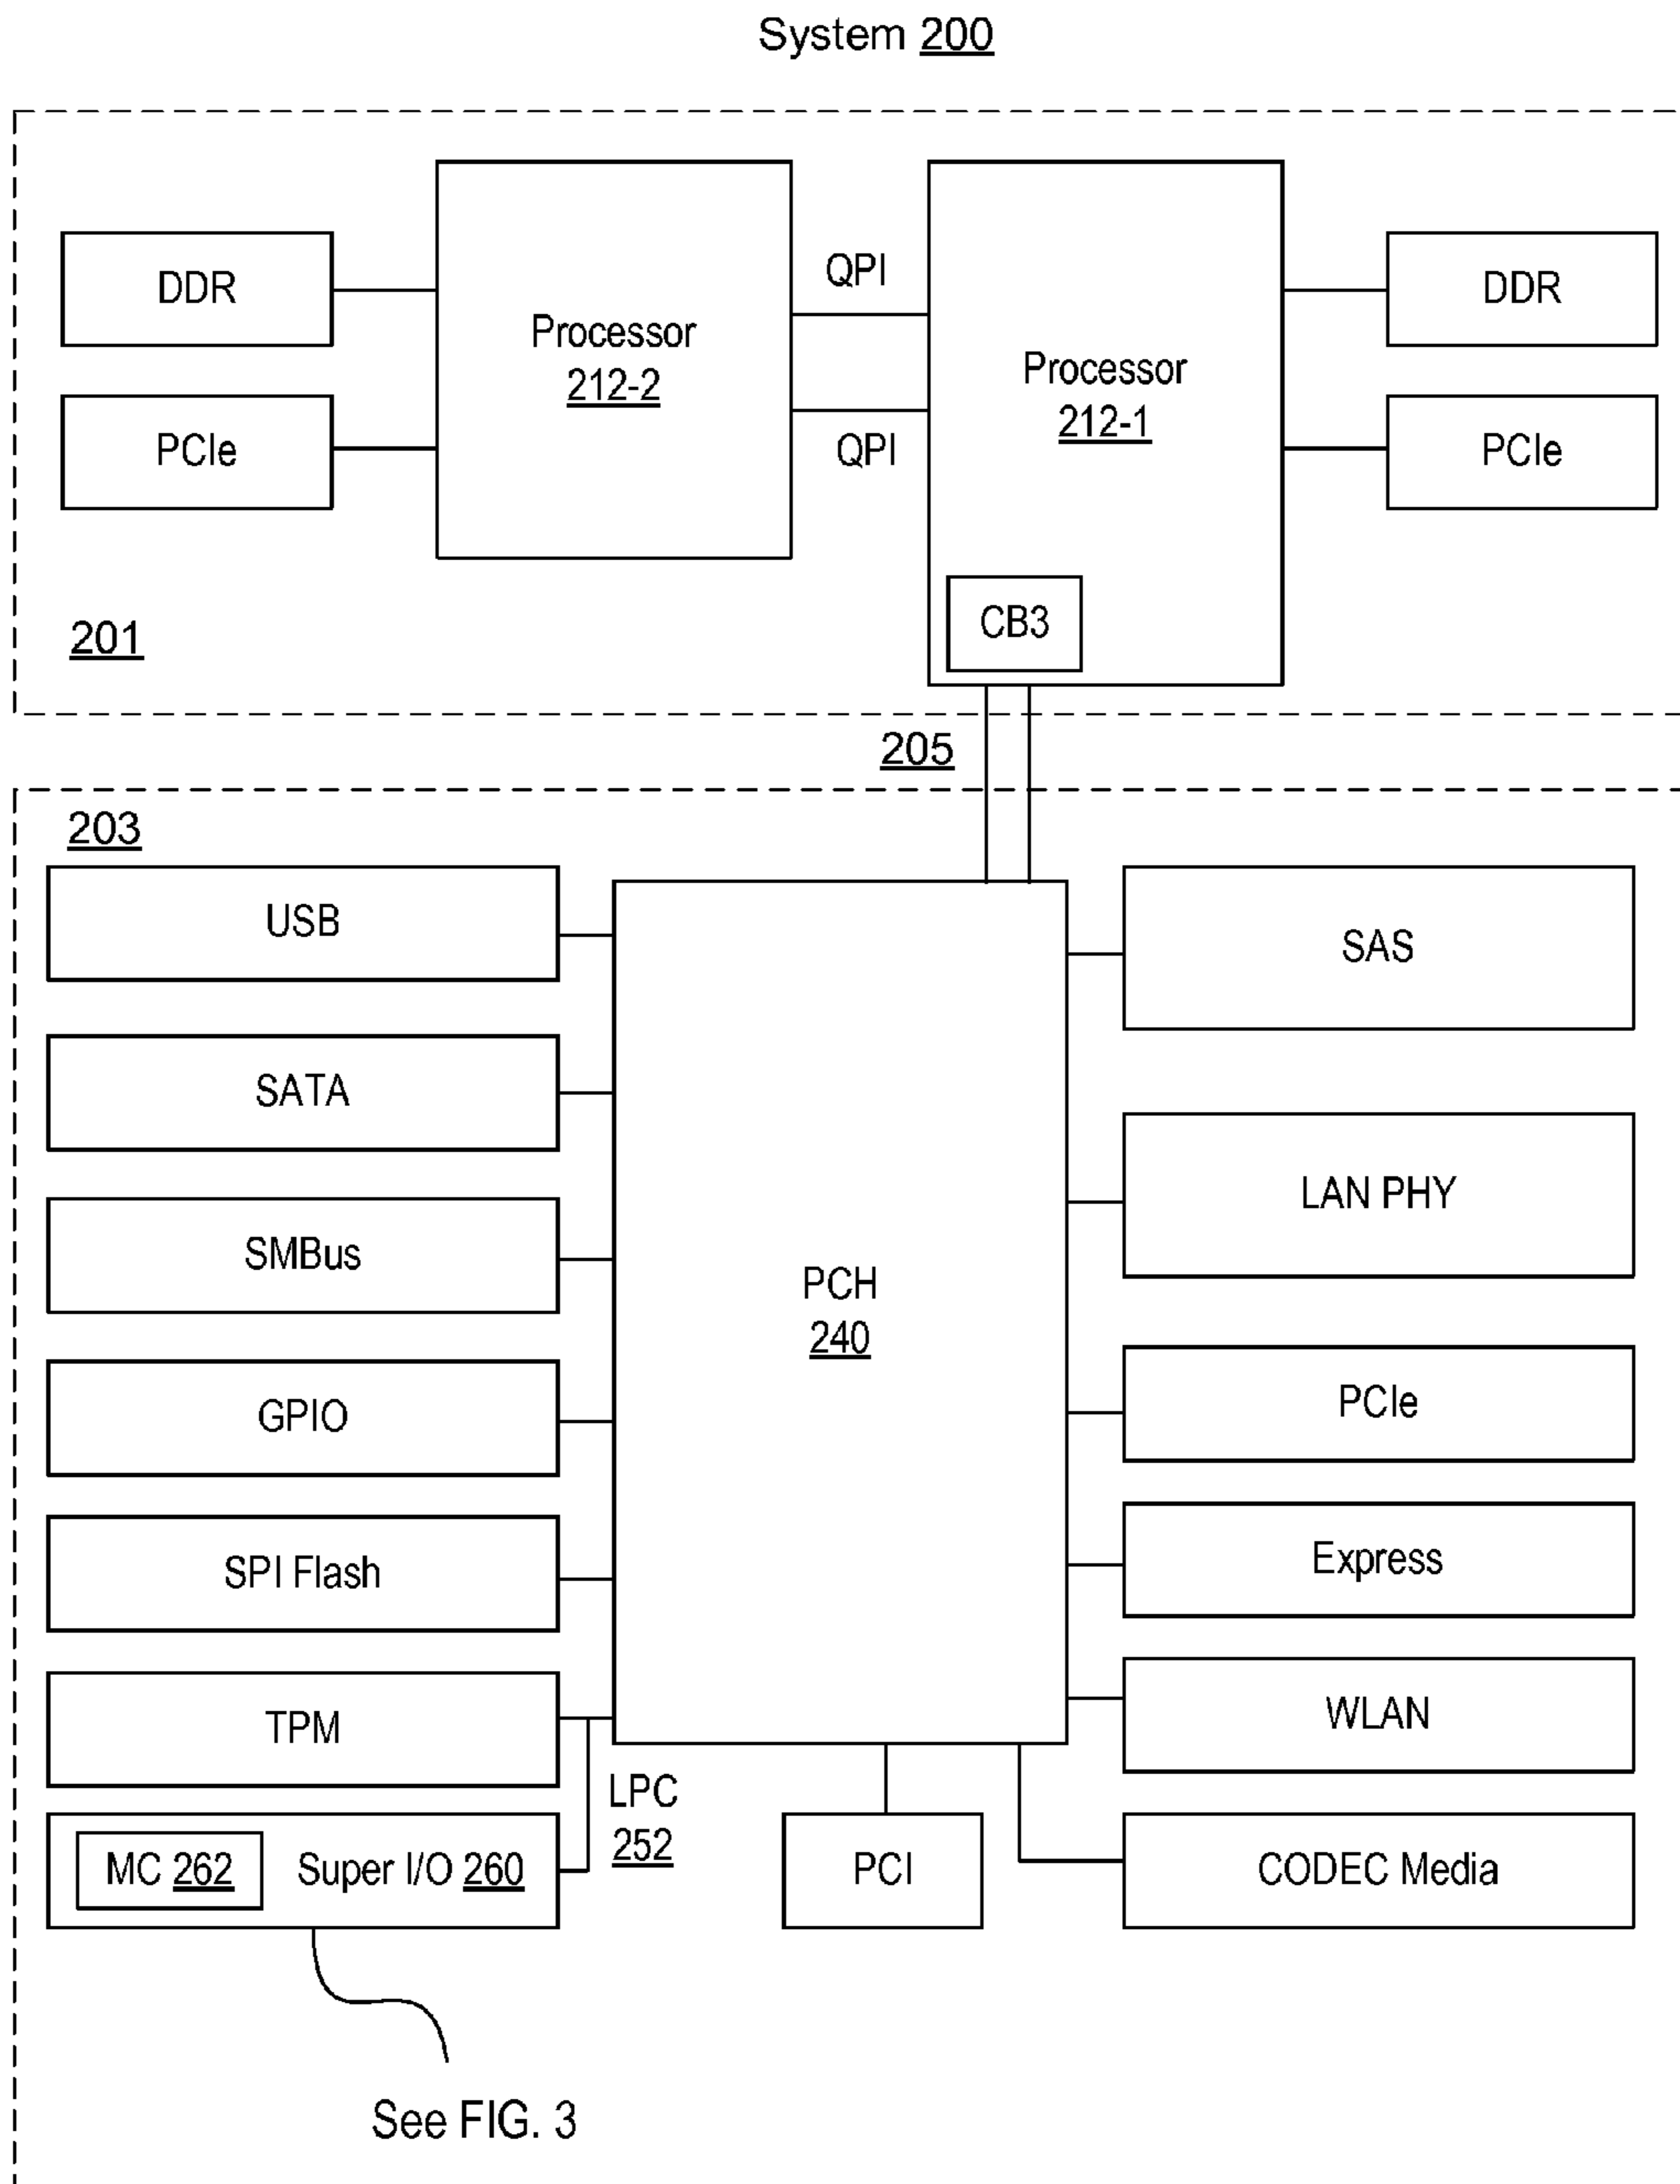 System 200
DDR
PCIe
Processor
212-2
QPI
QPI
Processor
212-1
CB3
DDR
PCIe
201
205
203
USB
SATA
SMBus
GPIO
SPI Flash
TPM
MC 262 Super I/O 260
LPC
252
PCH
240
PCI
SAS
LAN PHY
PCIe
Express
WLAN
CODEC Media
See FIG. 3